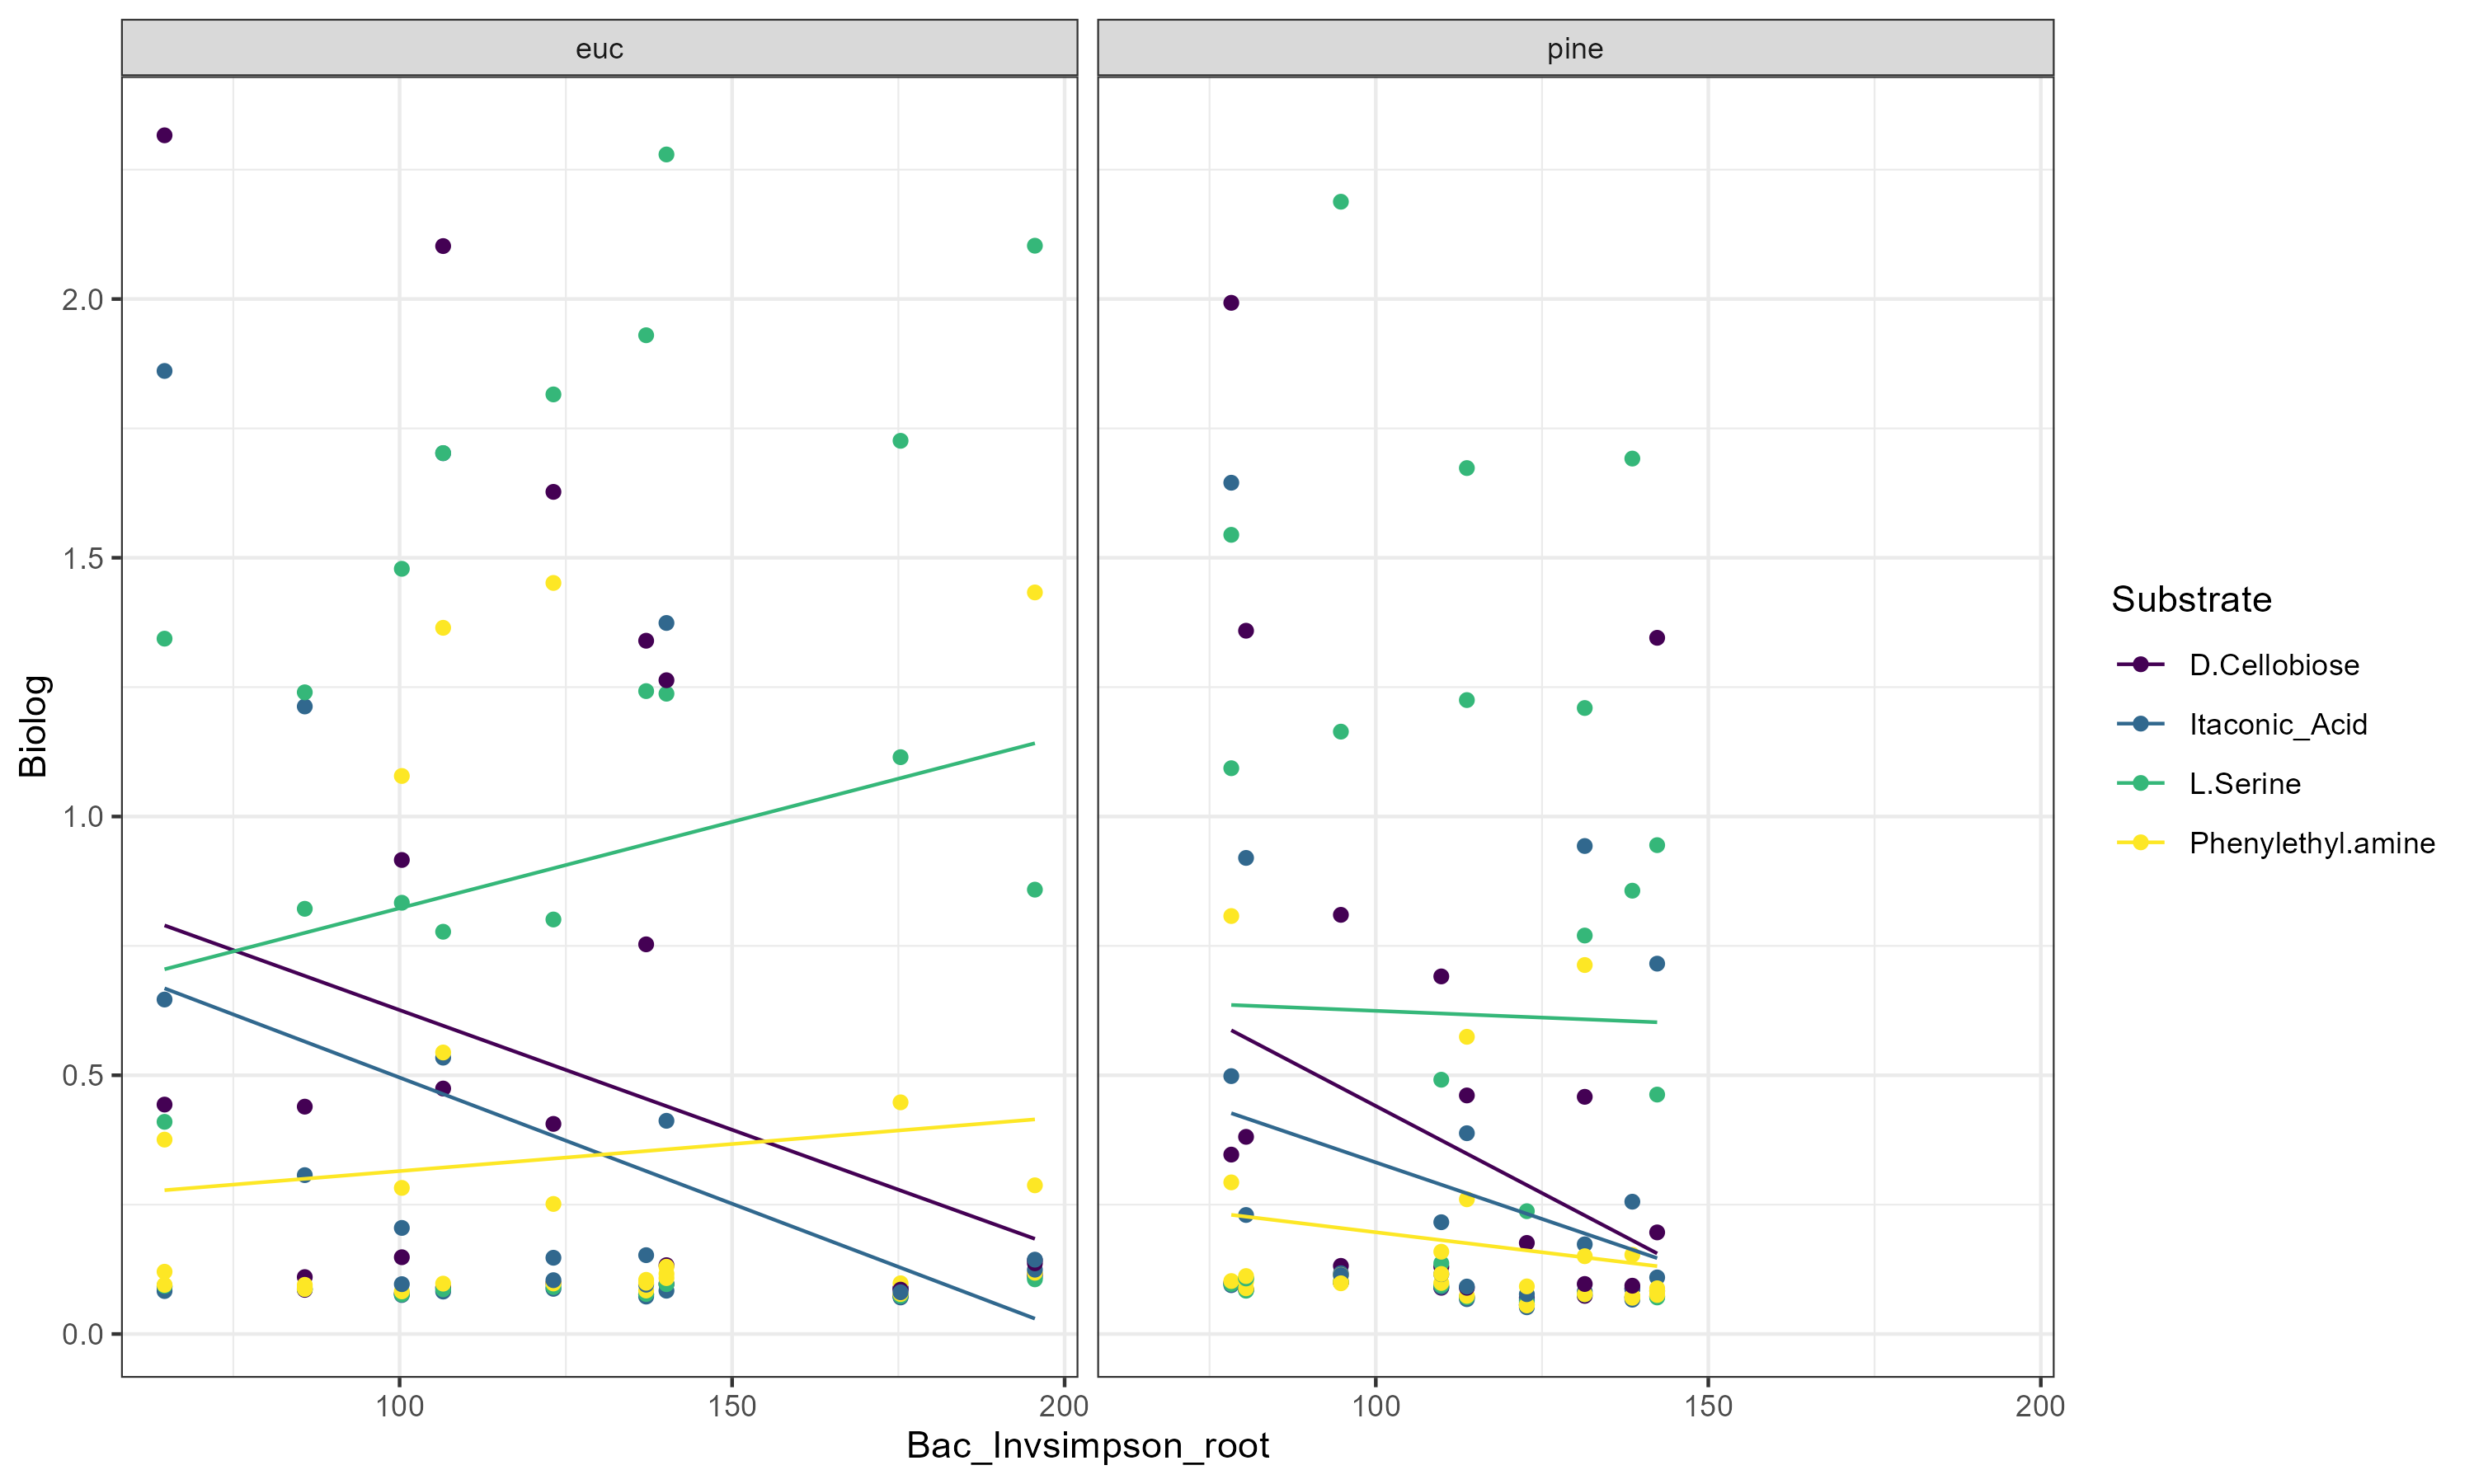 euc
pine
2.0
1.5
1.0
0.5
0.0
Biolog
100
150
200
100
150
200
Bac_Invsimpson_root
Substrate
D.Cellobiose
Itaconic_Acid
L.Serine
Phenylethyl.amine